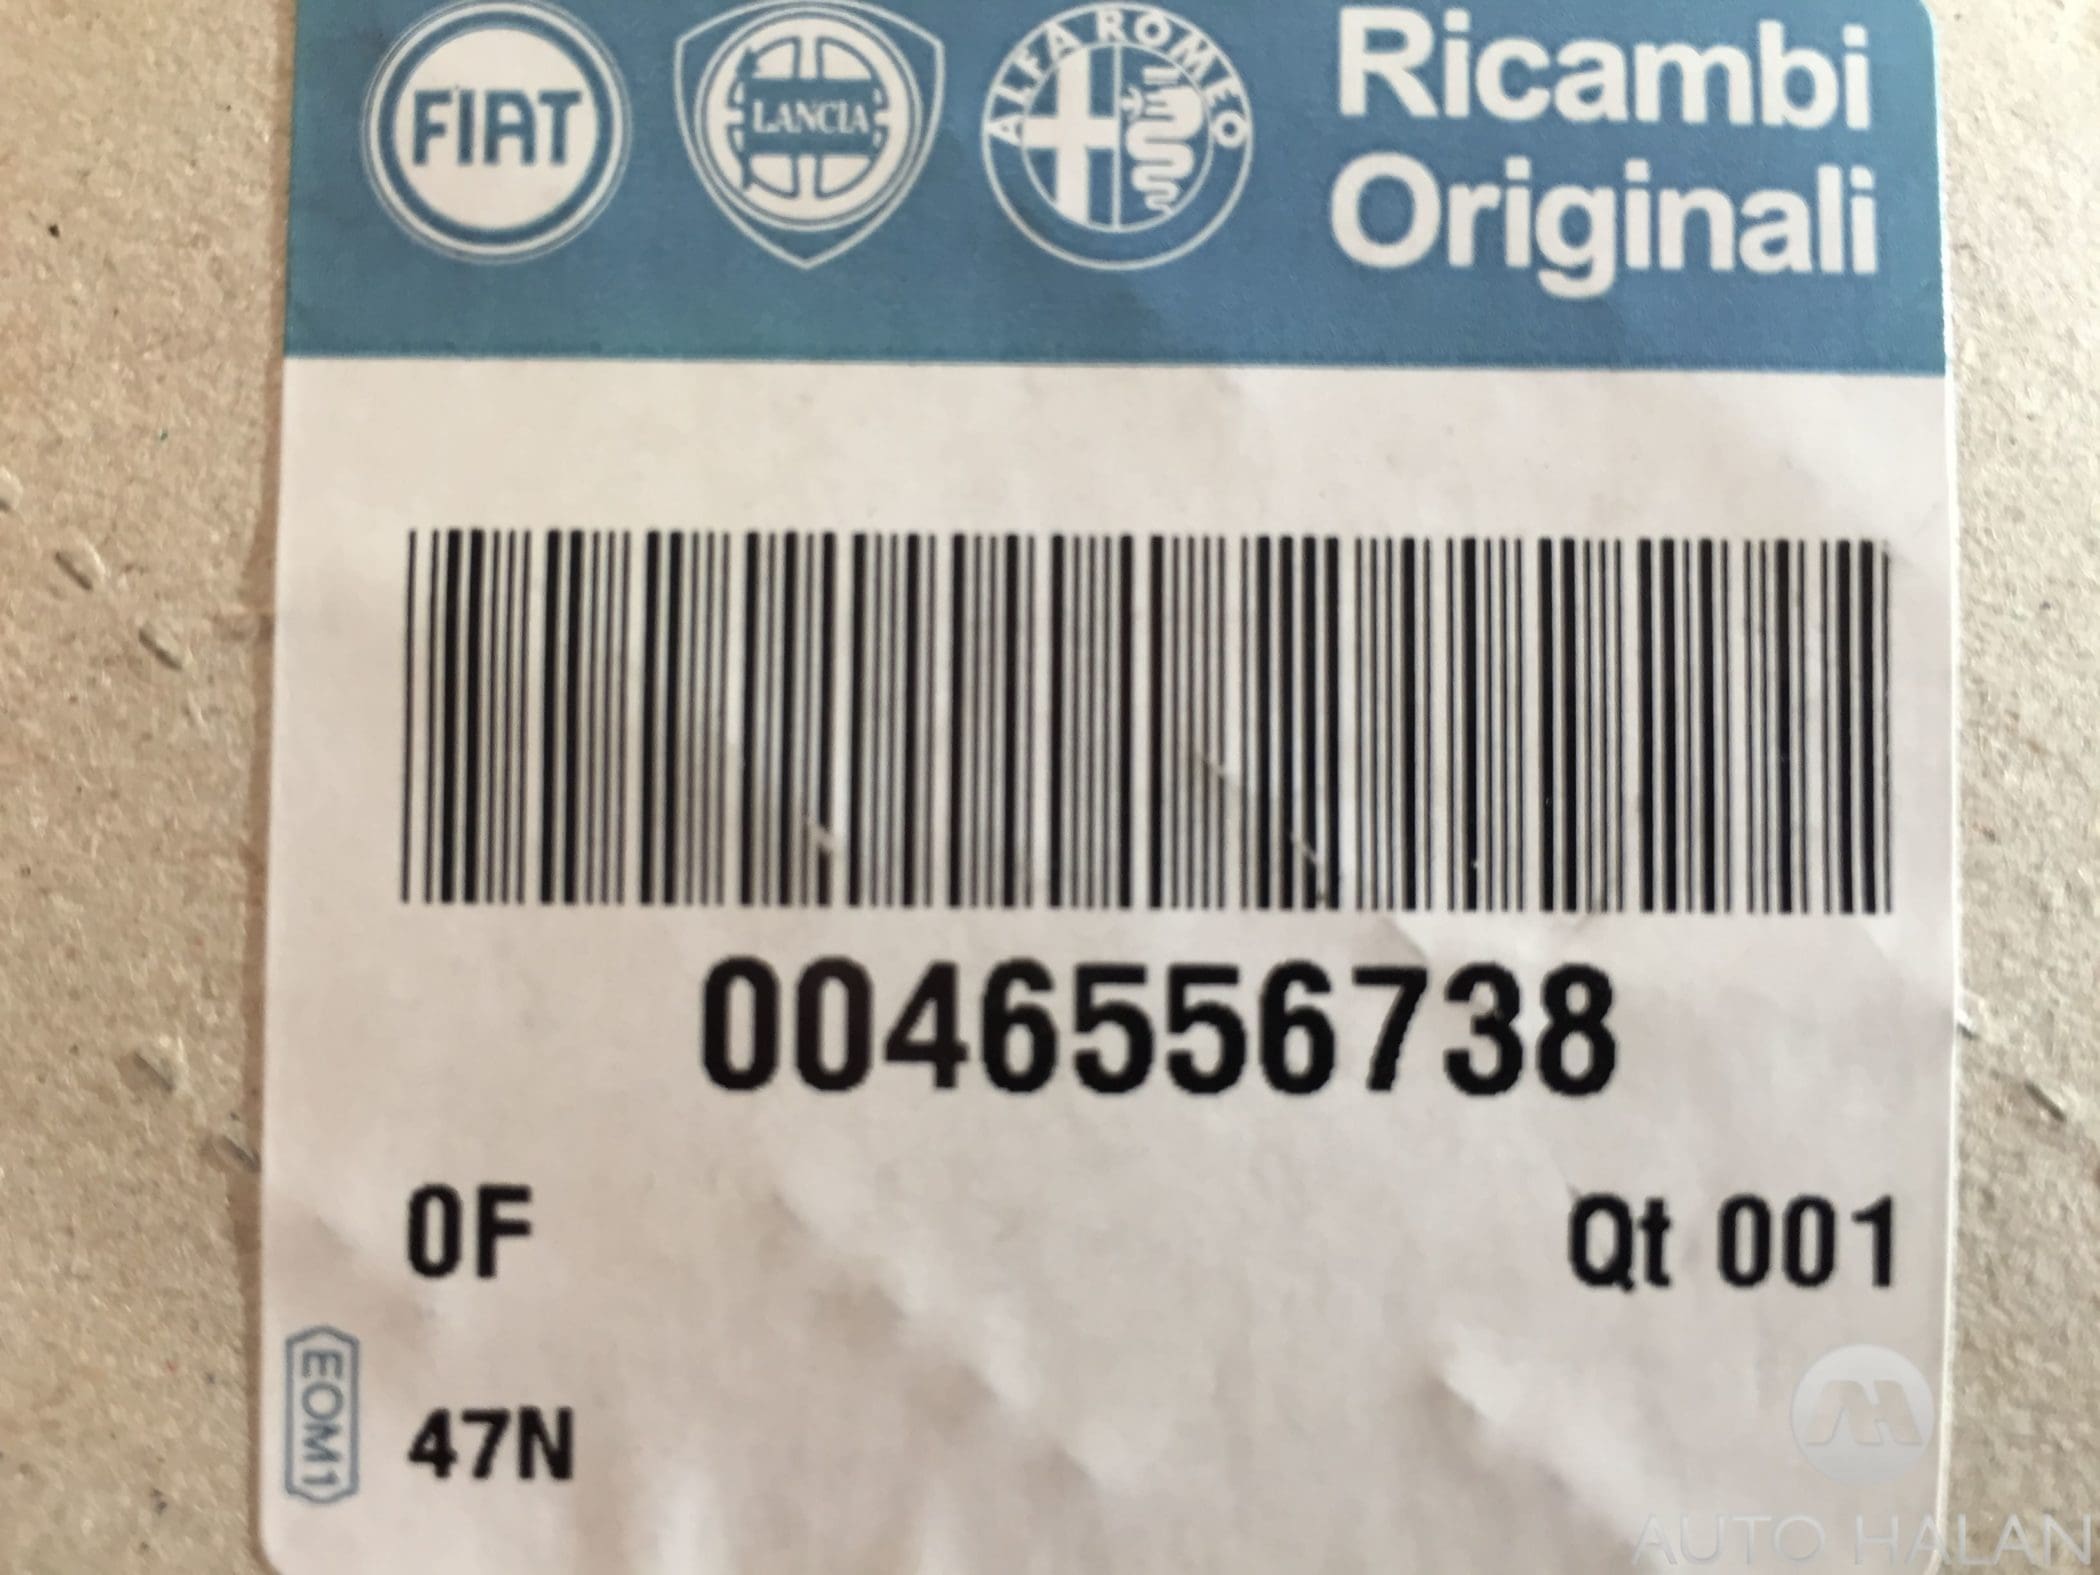 FIAT
LANCIA
ALFA ROMEO
Ricambi
Originali
0046556738
0F
Qt 001
EOM1
47N
AUTO HALAN